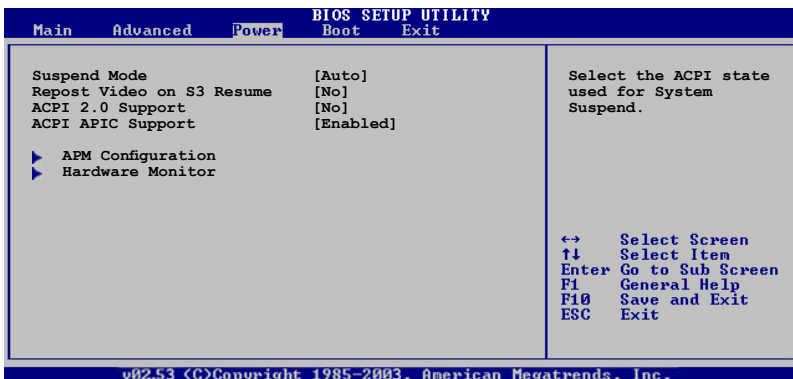 BIOS SETUP UTILITY
Main Advanced Power Boot Exit
Suspend Mode [Auto]
Repost Video on S3 Resume [No]
ACPI 2.0 Support [No]
ACPI APIC Support [Enabled]
APM Configuration
Hardware Monitor
Select the ACPI state
used for System
Suspend.
←→ Select Screen
↑↓ Select Item
Enter Go to Sub Screen
F1 General Help
F10 Save and Exit
ESC Exit
v02.53 (C)Copyright 1985-2003, American Megatrends, Inc.